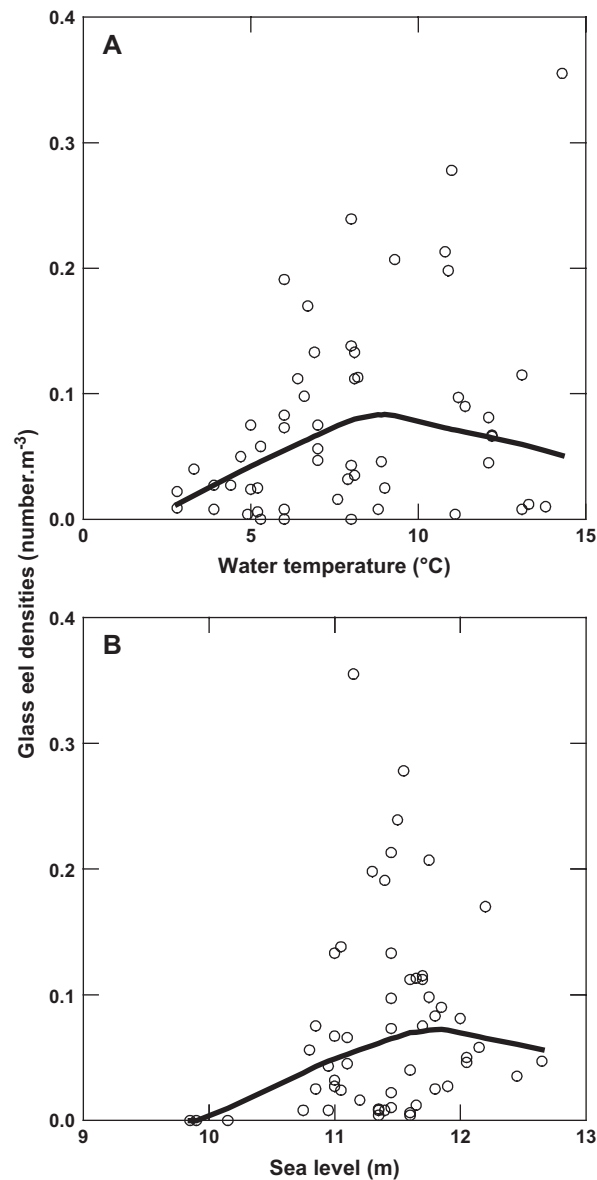 A
0.4
0.3
0.2
0.1
0.0
0 5 10 15
Water temperature (°C)
Glass eel densities (number.m-3)
B
0.4
0.3
0.2
0.1
0.0
9 10 11 12 13
Sea level (m)